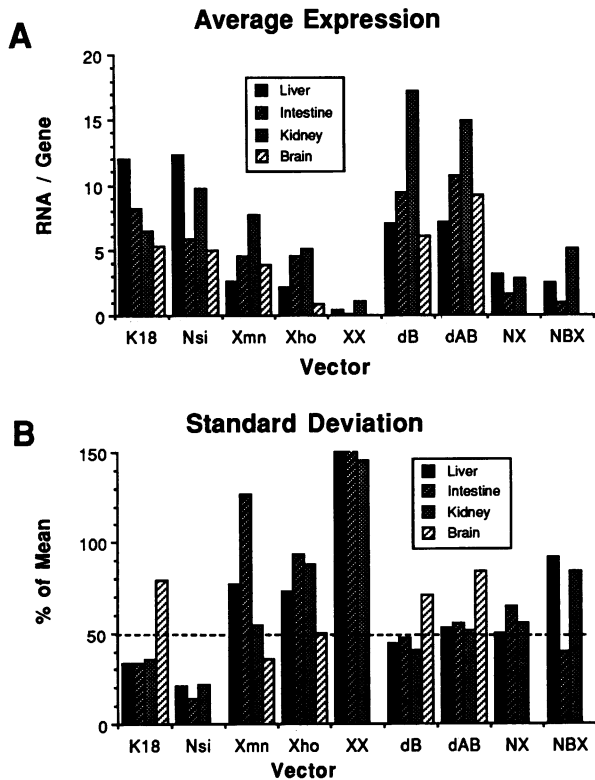 A
Average Expression
RNA / Gene
20
15
10
5
0
Liver
Intestine
Kidney
Brain
K18 Nsi Xmn Xho XX dB dAB NX NBX
Vector
B
Standard Deviation
% of Mean
150
100
50
0
Liver
Intestine
Kidney
Brain
K18 Nsi Xmn Xho XX dB dAB NX NBX
Vector